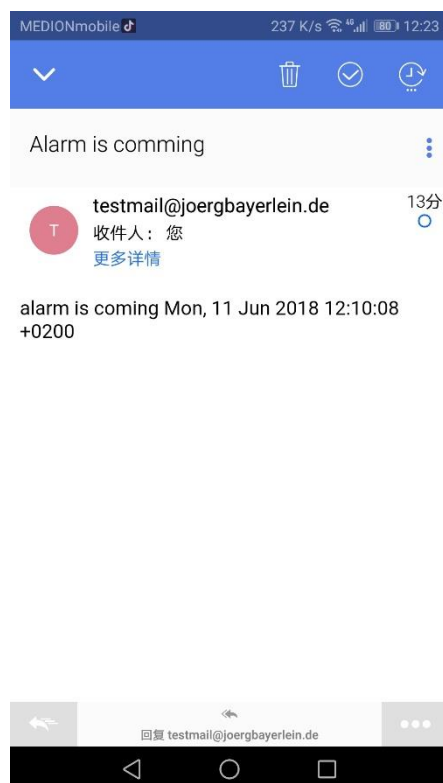 MEDIONmobile 237 K/s 4G 80 12:23
Alarm is comming
T
testmail@joergbayerlein.de 13分
收件人： 您
更多详情
alarm is coming Mon, 11 Jun 2018 12:10:08
+0200
回复 testmail@joergbayerlein.de